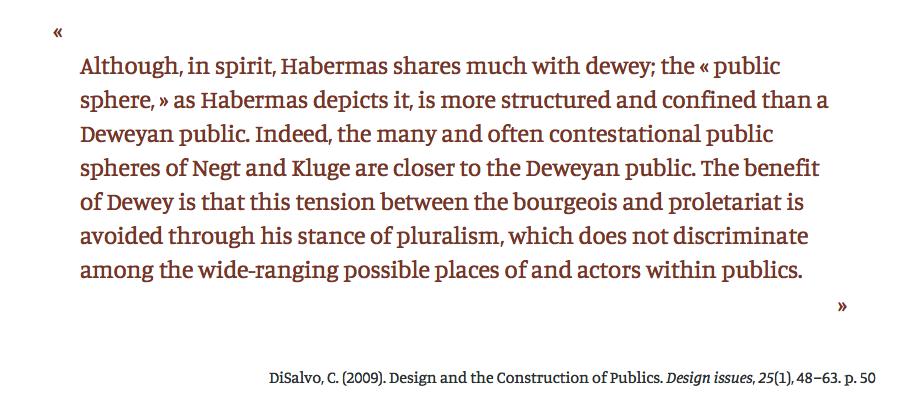 «
Although, in spirit, Habermas shares much with dewey; the « public
sphere, » as Habermas depicts it, is more structured and confined than a
Deweyan public. Indeed, the many and often contestational public
spheres of Negt and Kluge are closer to the Deweyan public. The benefit
of Dewey is that this tension between the bourgeois and proletariat is
avoided through his stance of pluralism, which does not discriminate
among the wide-ranging possible places of and actors within publics.
»
DiSalvo, C. (2009). Design and the Construction of Publics. Design issues, 25(1), 48–63. p. 50